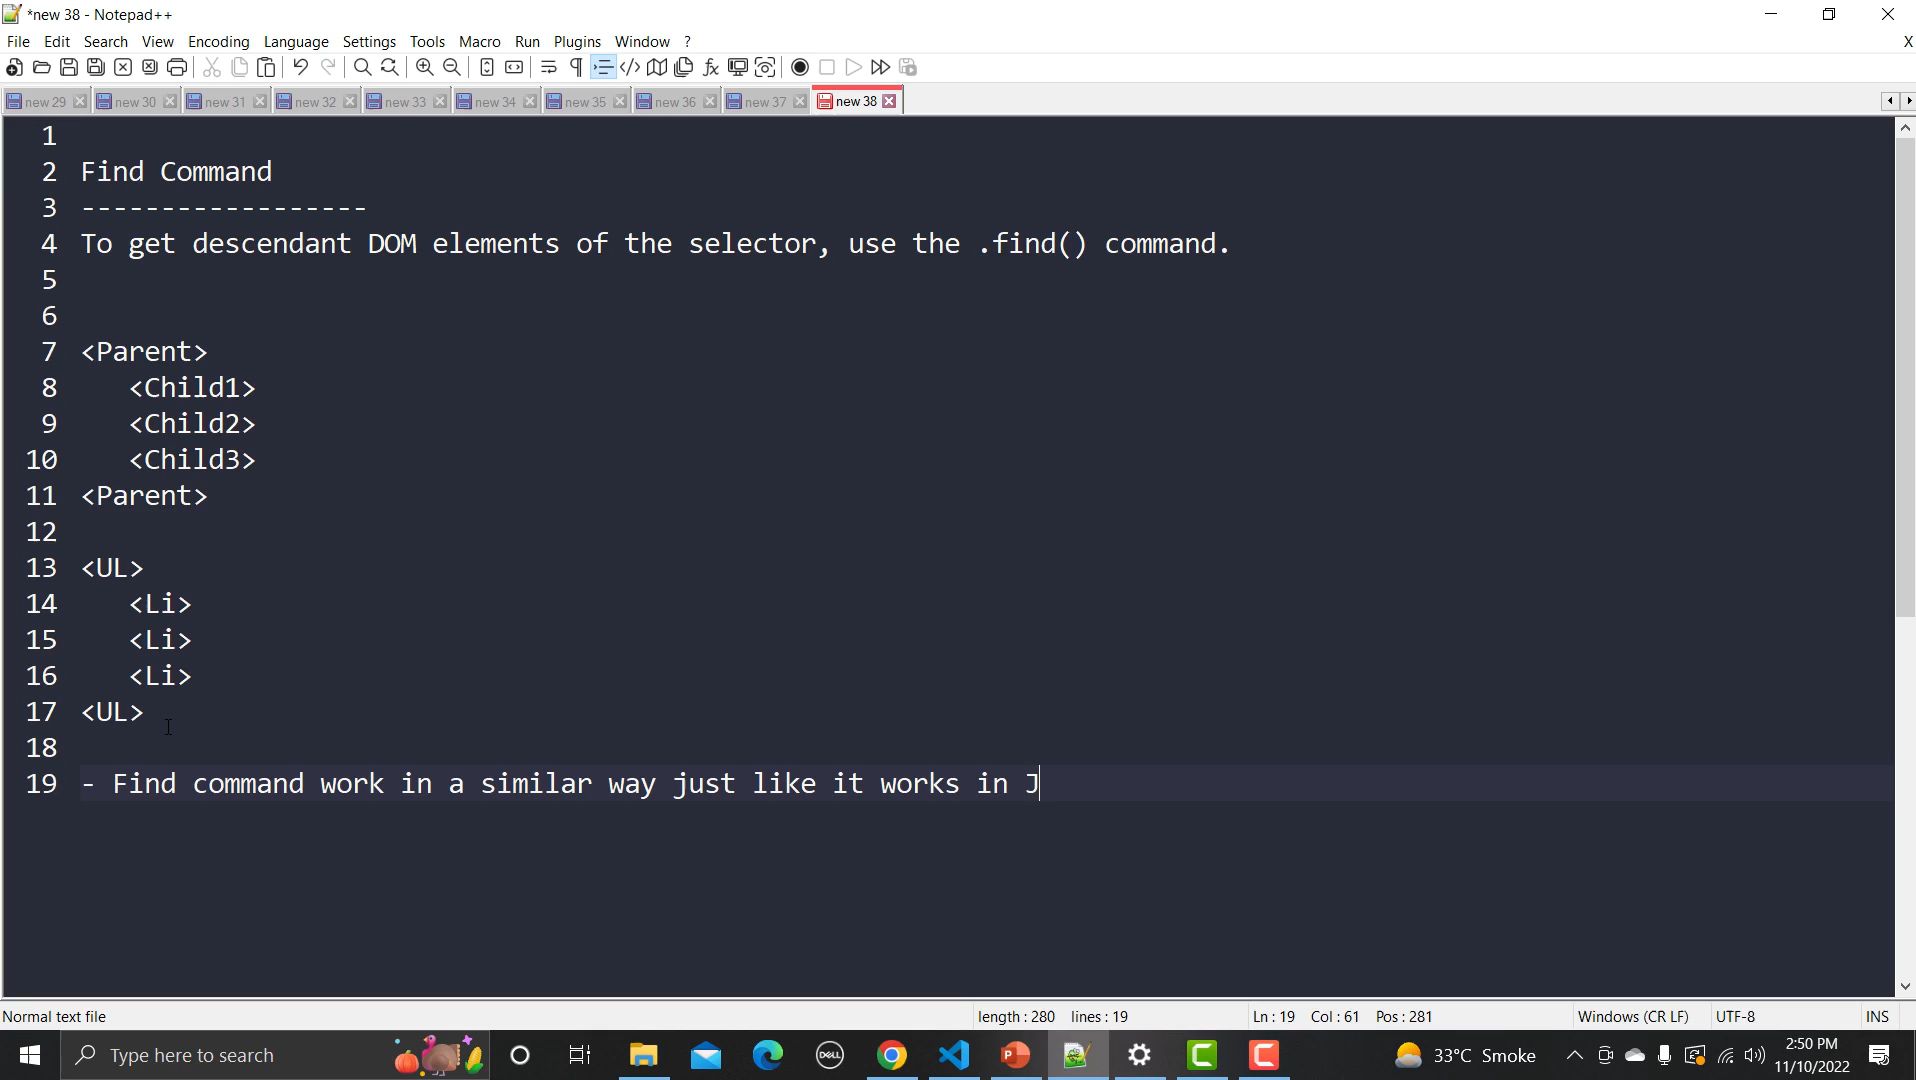 *new 38 - Notepad++
File Edit Search View Encoding Language Settings Tools Macro Run Plugins Window ? X
new 29 new 30 new 31 new 32 new 33 new 34 new 35 new 36 new 37 new 38
1
2 Find Command
3 ------------------
4 To get descendant DOM elements of the selector, use the .find() command.
5
6
7 <Parent>
8 <Child1>
9 <Child2>
10 <Child3>
11 <Parent>
12
13 <UL>
14 <Li>
15 <Li>
16 <Li>
17 <UL>
18
19 - Find command work in a similar way just like it works in J
Normal text file length : 280 lines : 19 Ln : 19 Col : 61 Pos : 281 Windows (CR LF) UTF-8 INS
Type here to search DELL 33°C Smoke 2:50 PM
11/10/2022